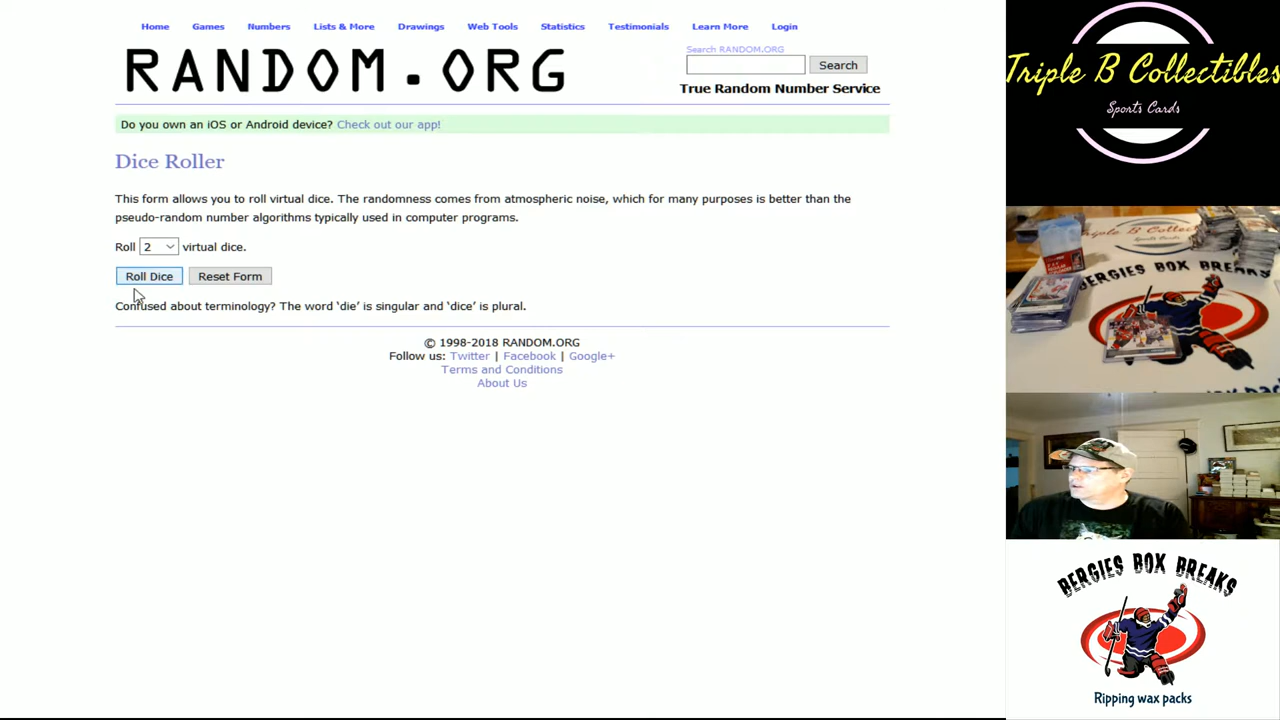 Home Games Numbers Lists & More Drawings Web Tools Statistics Testimonials Learn More Login
RANDOM.ORG
Search RANDOM.ORG
Search
True Random Number Service
Do you own an iOS or Android device? Check out our app!
Dice Roller
This form allows you to roll virtual dice. The randomness comes from atmospheric noise, which for many purposes is better than the
pseudo-random number algorithms typically used in computer programs.
Roll 2 virtual dice.
Roll Dice Reset Form
Confused about terminology? The word ‘die’ is singular and ‘dice’ is plural.
© 1998-2018 RANDOM.ORG
Follow us: Twitter | Facebook | Google+
Terms and Conditions
About Us
Triple B Collectibles
Sports Cards
Triple B Collecti
BERGIES BOX BREAKS
BERGIES BOX BREAKS
Ripping wax packs